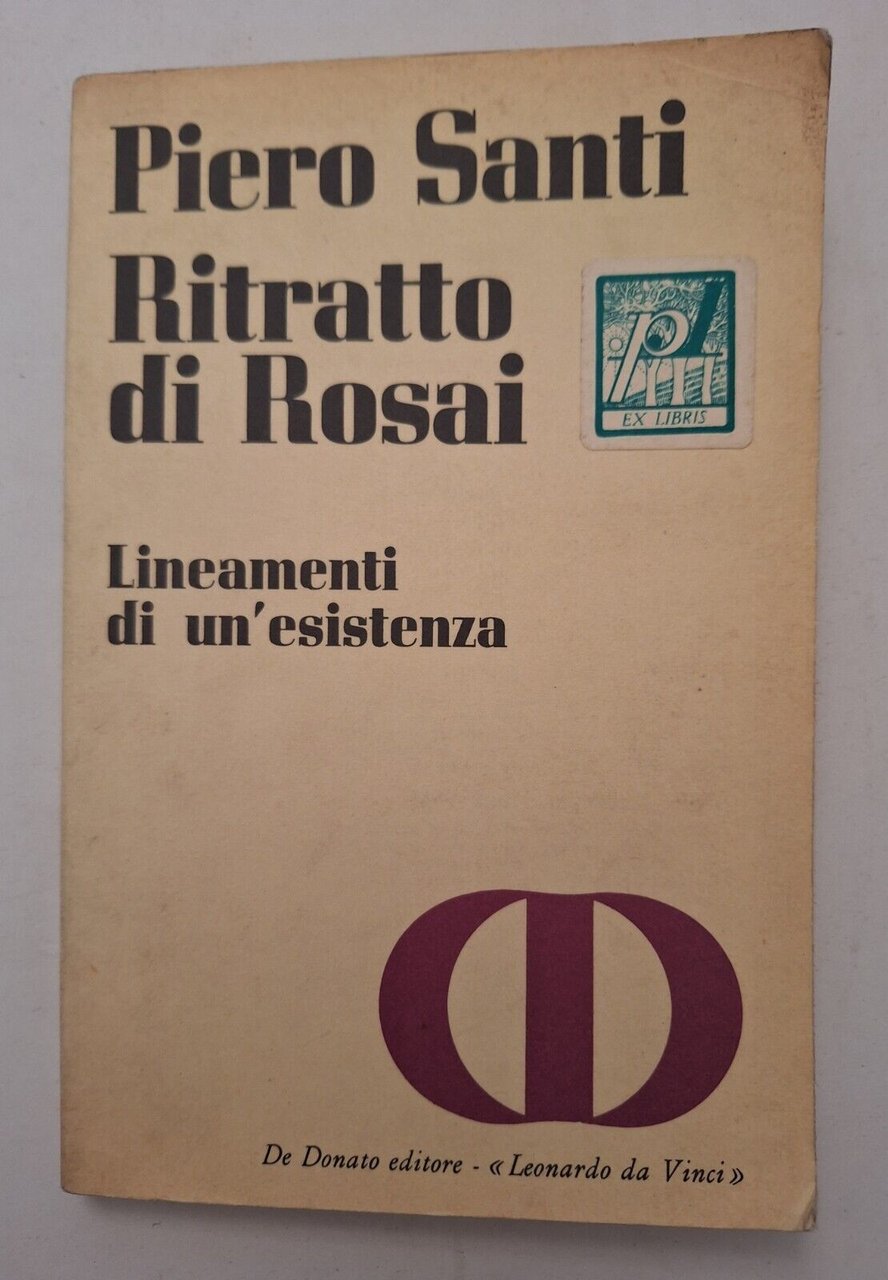 Piero Santi
Ritratto
di Rosai
EX LIBRIS
Lineamenti
di un'esistenza
De Donato editore - «Leonardo da Vinci»